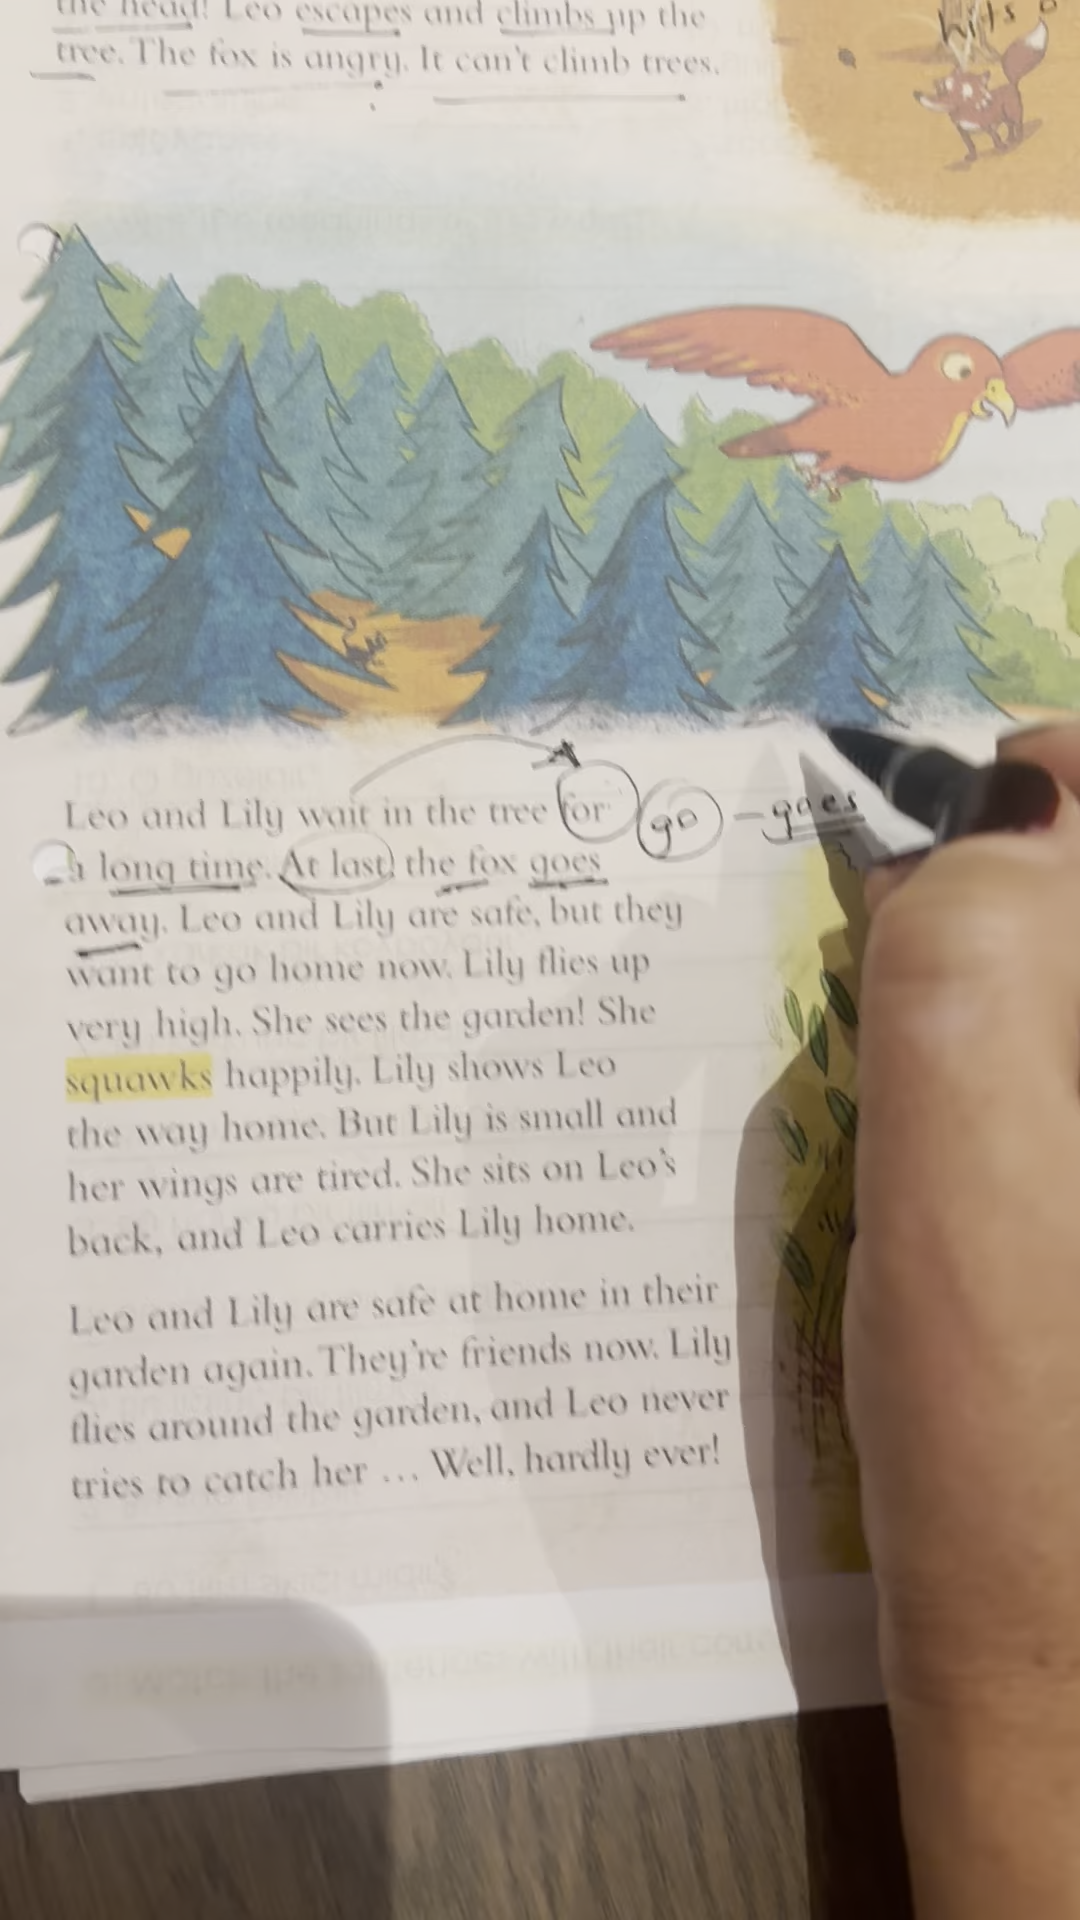 the head! Leo escapes and climbs up the
hits
tree. The fox is angry. It can't climb trees.
Leo and Lily wait in the tree for
go – goes
a long time. At last, the fox goes
away. Leo and Lily are safe, but they
want to go home now. Lily flies up
very high. She sees the garden! She
squawks happily. Lily shows Leo
the way home. But Lily is small and
her wings are tired. She sits on Leo's
back, and Leo carries Lily home.
Leo and Lily are safe at home in their
garden again. They're friends now. Lily
flies around the garden, and Leo never
tries to catch her ... Well, hardly ever!